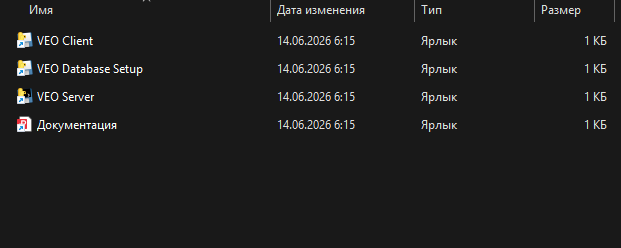 Имя Дата изменения Тип Размер
VEO Client 14.06.2026 6:15 Ярлык 1 КБ
VEO Database Setup 14.06.2026 6:15 Ярлык 1 КБ
VEO Server 14.06.2026 6:15 Ярлык 1 КБ
Документация 14.06.2026 6:15 Ярлык 1 КБ